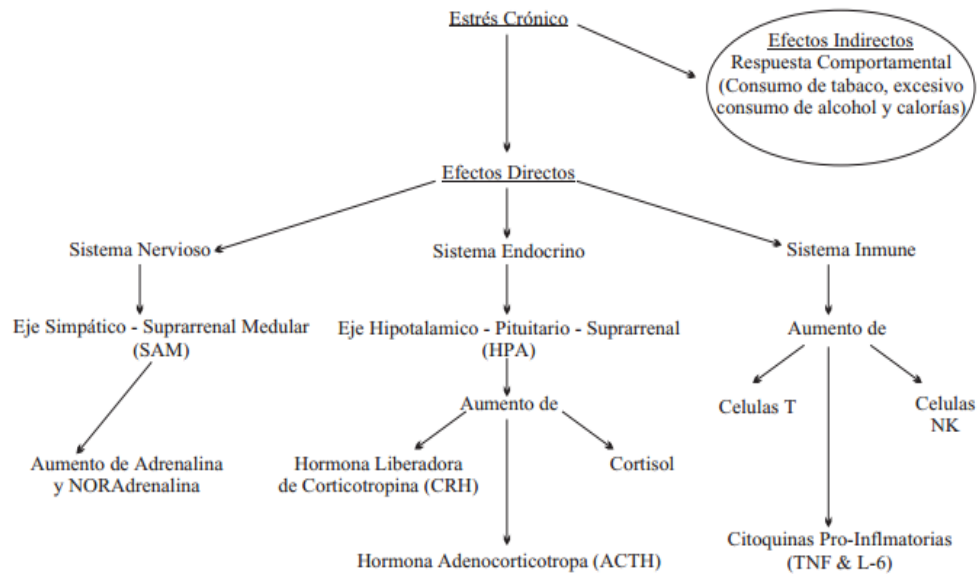 Estrés Crónico
Efectos Indirectos
Respuesta Comportamental
(Consumo de tabaco, excesivo
consumo de alcohol y calorías)
Efectos Directos
Sistema Nervioso
Sistema Endocrino
Sistema Inmune
Eje Simpático - Suprarrenal Medular
(SAM)
Eje Hipotalamico - Pituitario - Suprarrenal
(HPA)
Aumento de
Aumento de
Celulas T
Celulas
NK
Aumento de Adrenalina
y NORAdrenalina
Hormona Liberadora
de Corticotropina (CRH)
Cortisol
Hormona Adenocorticotropa (ACTH)
Citoquinas Pro-Inflmatorias
(TNF & L-6)